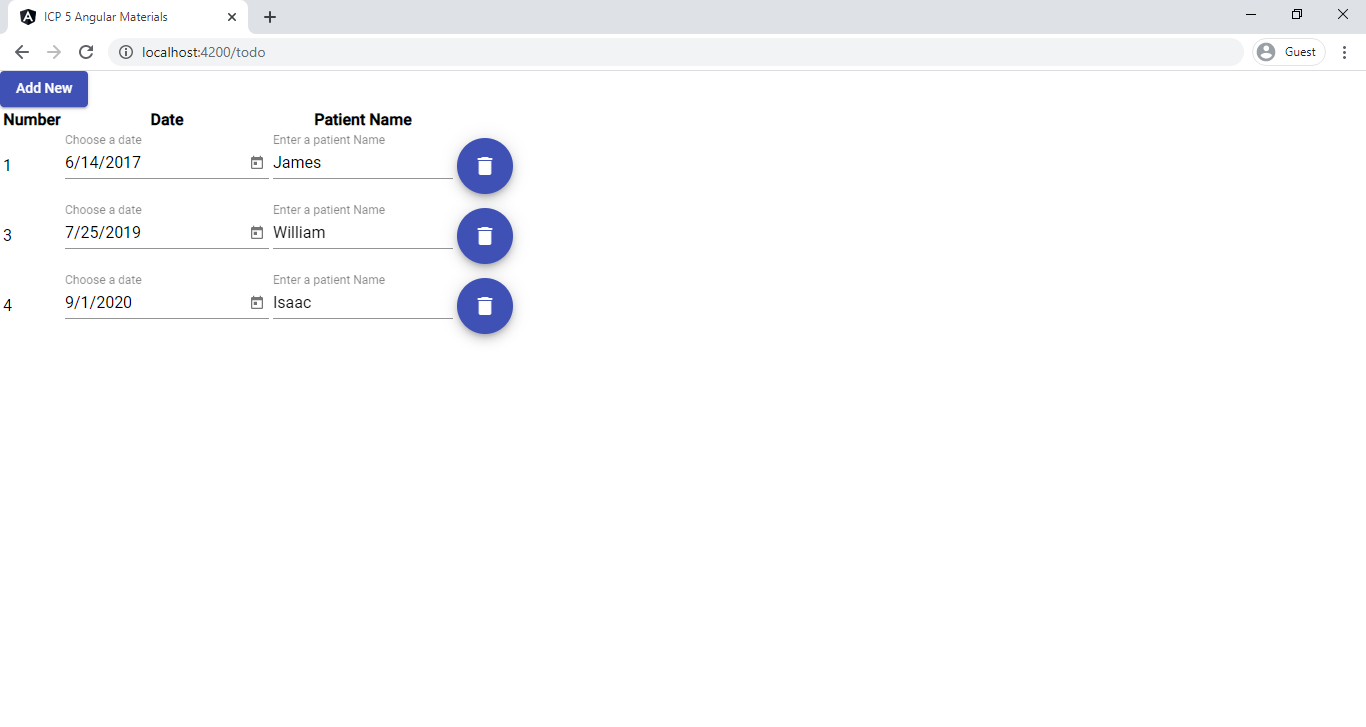 ICP 5 Angular Materials
localhost:4200/todo
Guest
Add New
Number Date Patient Name
Choose a date Enter a patient Name
1 6/14/2017 James
Choose a date Enter a patient Name
3 7/25/2019 William
Choose a date Enter a patient Name
4 9/1/2020 Isaac